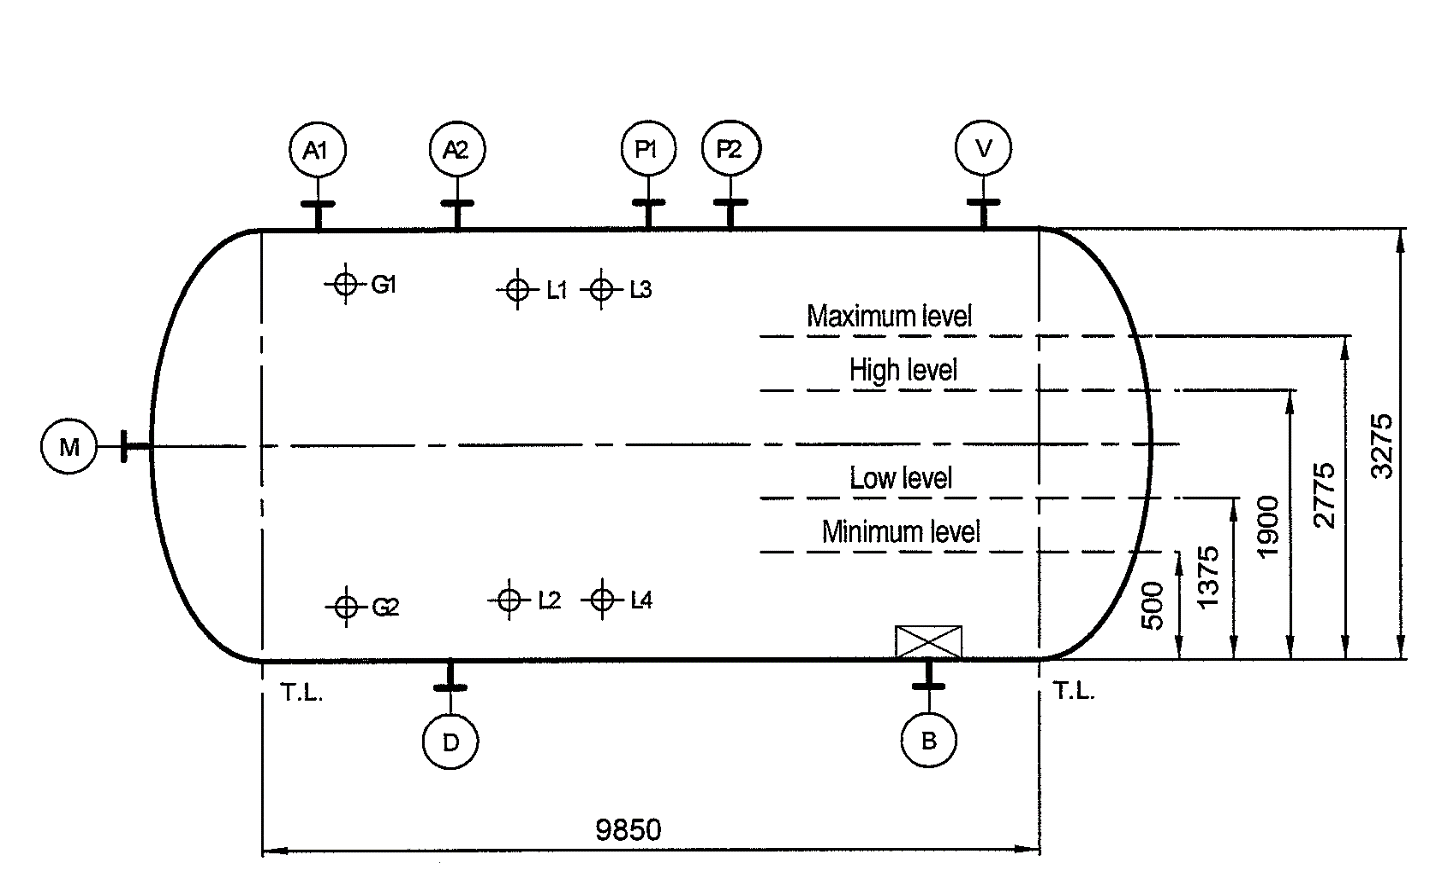 A1
A2
P1
P2
V
G1
L1
L3
Maximum level
High level
M
Low level
Minimum level
3275
2775
1900
1375
500
G2
L2
L4
T.L.
T.L.
D
B
9850